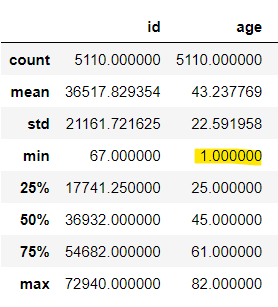 id age
count 5110.000000 5110.000000
mean 36517.829354 43.237769
std 21161.721625 22.591958
min 67.000000 1.000000
25% 17741.250000 25.000000
50% 36932.000000 45.000000
75% 54682.000000 61.000000
max 72940.000000 82.000000